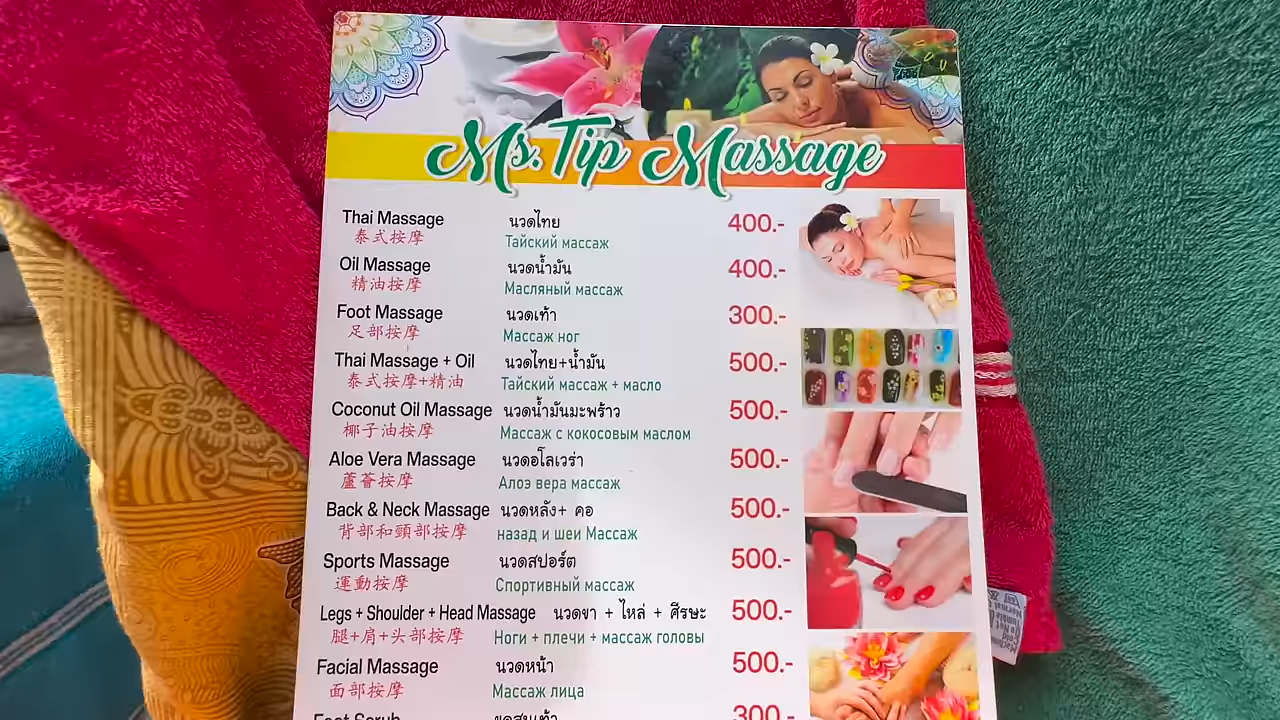 Ms. Tip Massage
Thai Massage นวดไทย 400.-
泰式按摩 Тайский массаж
Oil Massage นวดน้ำมัน 400.-
精油按摩 Масляный массаж
Foot Massage นวดเท้า 300.-
足部按摩 Массаж ног
Thai Massage + Oil นวดไทย+น้ำมัน 500.-
泰式按摩+精油 Тайский массаж + масло
Coconut Oil Massage นวดน้ำมันมะพร้าว 500.-
椰子油按摩 Массаж с кокосовым маслом
Aloe Vera Massage นวดอโลเวร่า 500.-
蘆薈按摩 Алоэ вера массаж
Back & Neck Massage นวดหลัง+ คอ 500.-
背部和頸部按摩 назад и шеи Массаж
Sports Massage นวดสปอร์ต 500.-
運動按摩 Спортивный массаж
Legs + Shoulder + Head Massage นวดขา + ไหล่ + ศีรษะ 500.-
腿+肩+头部按摩 Ноги + плечи + массаж головы
Facial Massage นวดหน้า 500.-
面部按摩 Массаж лица
Foot Scrub 300.-